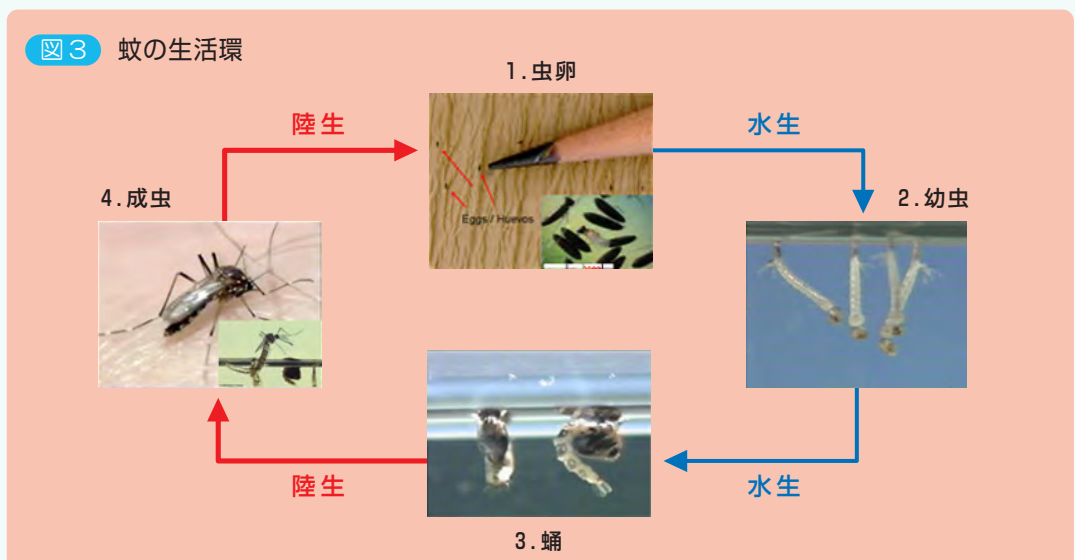 図3 蚊の生活環
1.虫卵
陸生
水生
Eggs / Huevos
4.成虫
2.幼虫
陸生
水生
3.蛹